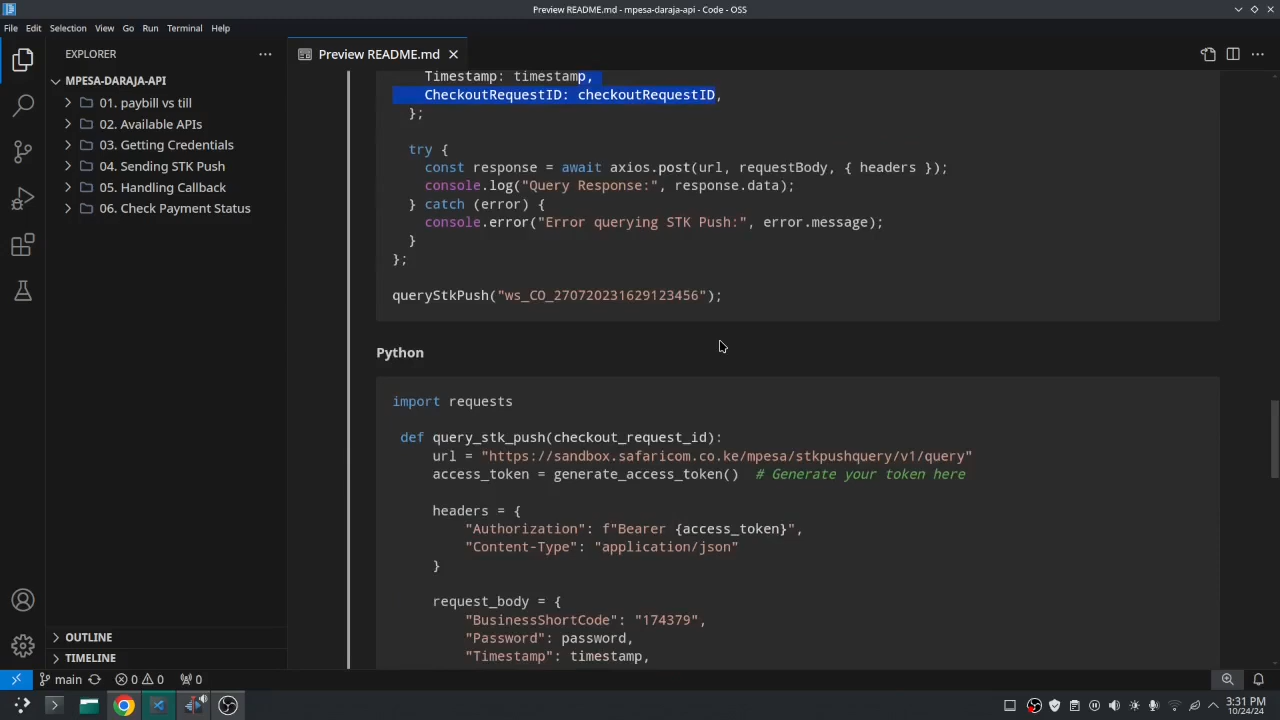 Preview README.md - mpesa-daraja-api - Code - OSS
File Edit Selection View Go Run Terminal Help
EXPLORER
Preview README.md
MPESA-DARAJA-API
01. paybill vs till
02. Available APIs
03. Getting Credentials
04. Sending STK Push
05. Handling Callback
06. Check Payment Status
OUTLINE
TIMELINE
Timestamp: timestamp,
CheckoutRequestID: checkoutRequestID,
};
try {
const response = await axios.post(url, requestBody, { headers });
console.log("Query Response:", response.data);
} catch (error) {
console.error("Error querying STK Push:", error.message);
}
};
queryStkPush("ws_CO_270720231629123456");
Python
import requests
def query_stk_push(checkout_request_id):
url = "https://sandbox.safaricom.co.ke/mpesa/stkpushquery/v1/query"
access_token = generate_access_token()  # Generate your token here
headers = {
"Authorization": f"Bearer {access_token}",
"Content-Type": "application/json"
}
request_body = {
"BusinessShortCode": "174379",
"Password": password,
"Timestamp": timestamp,
main 0 0 0
3:31 PM
10/24/24